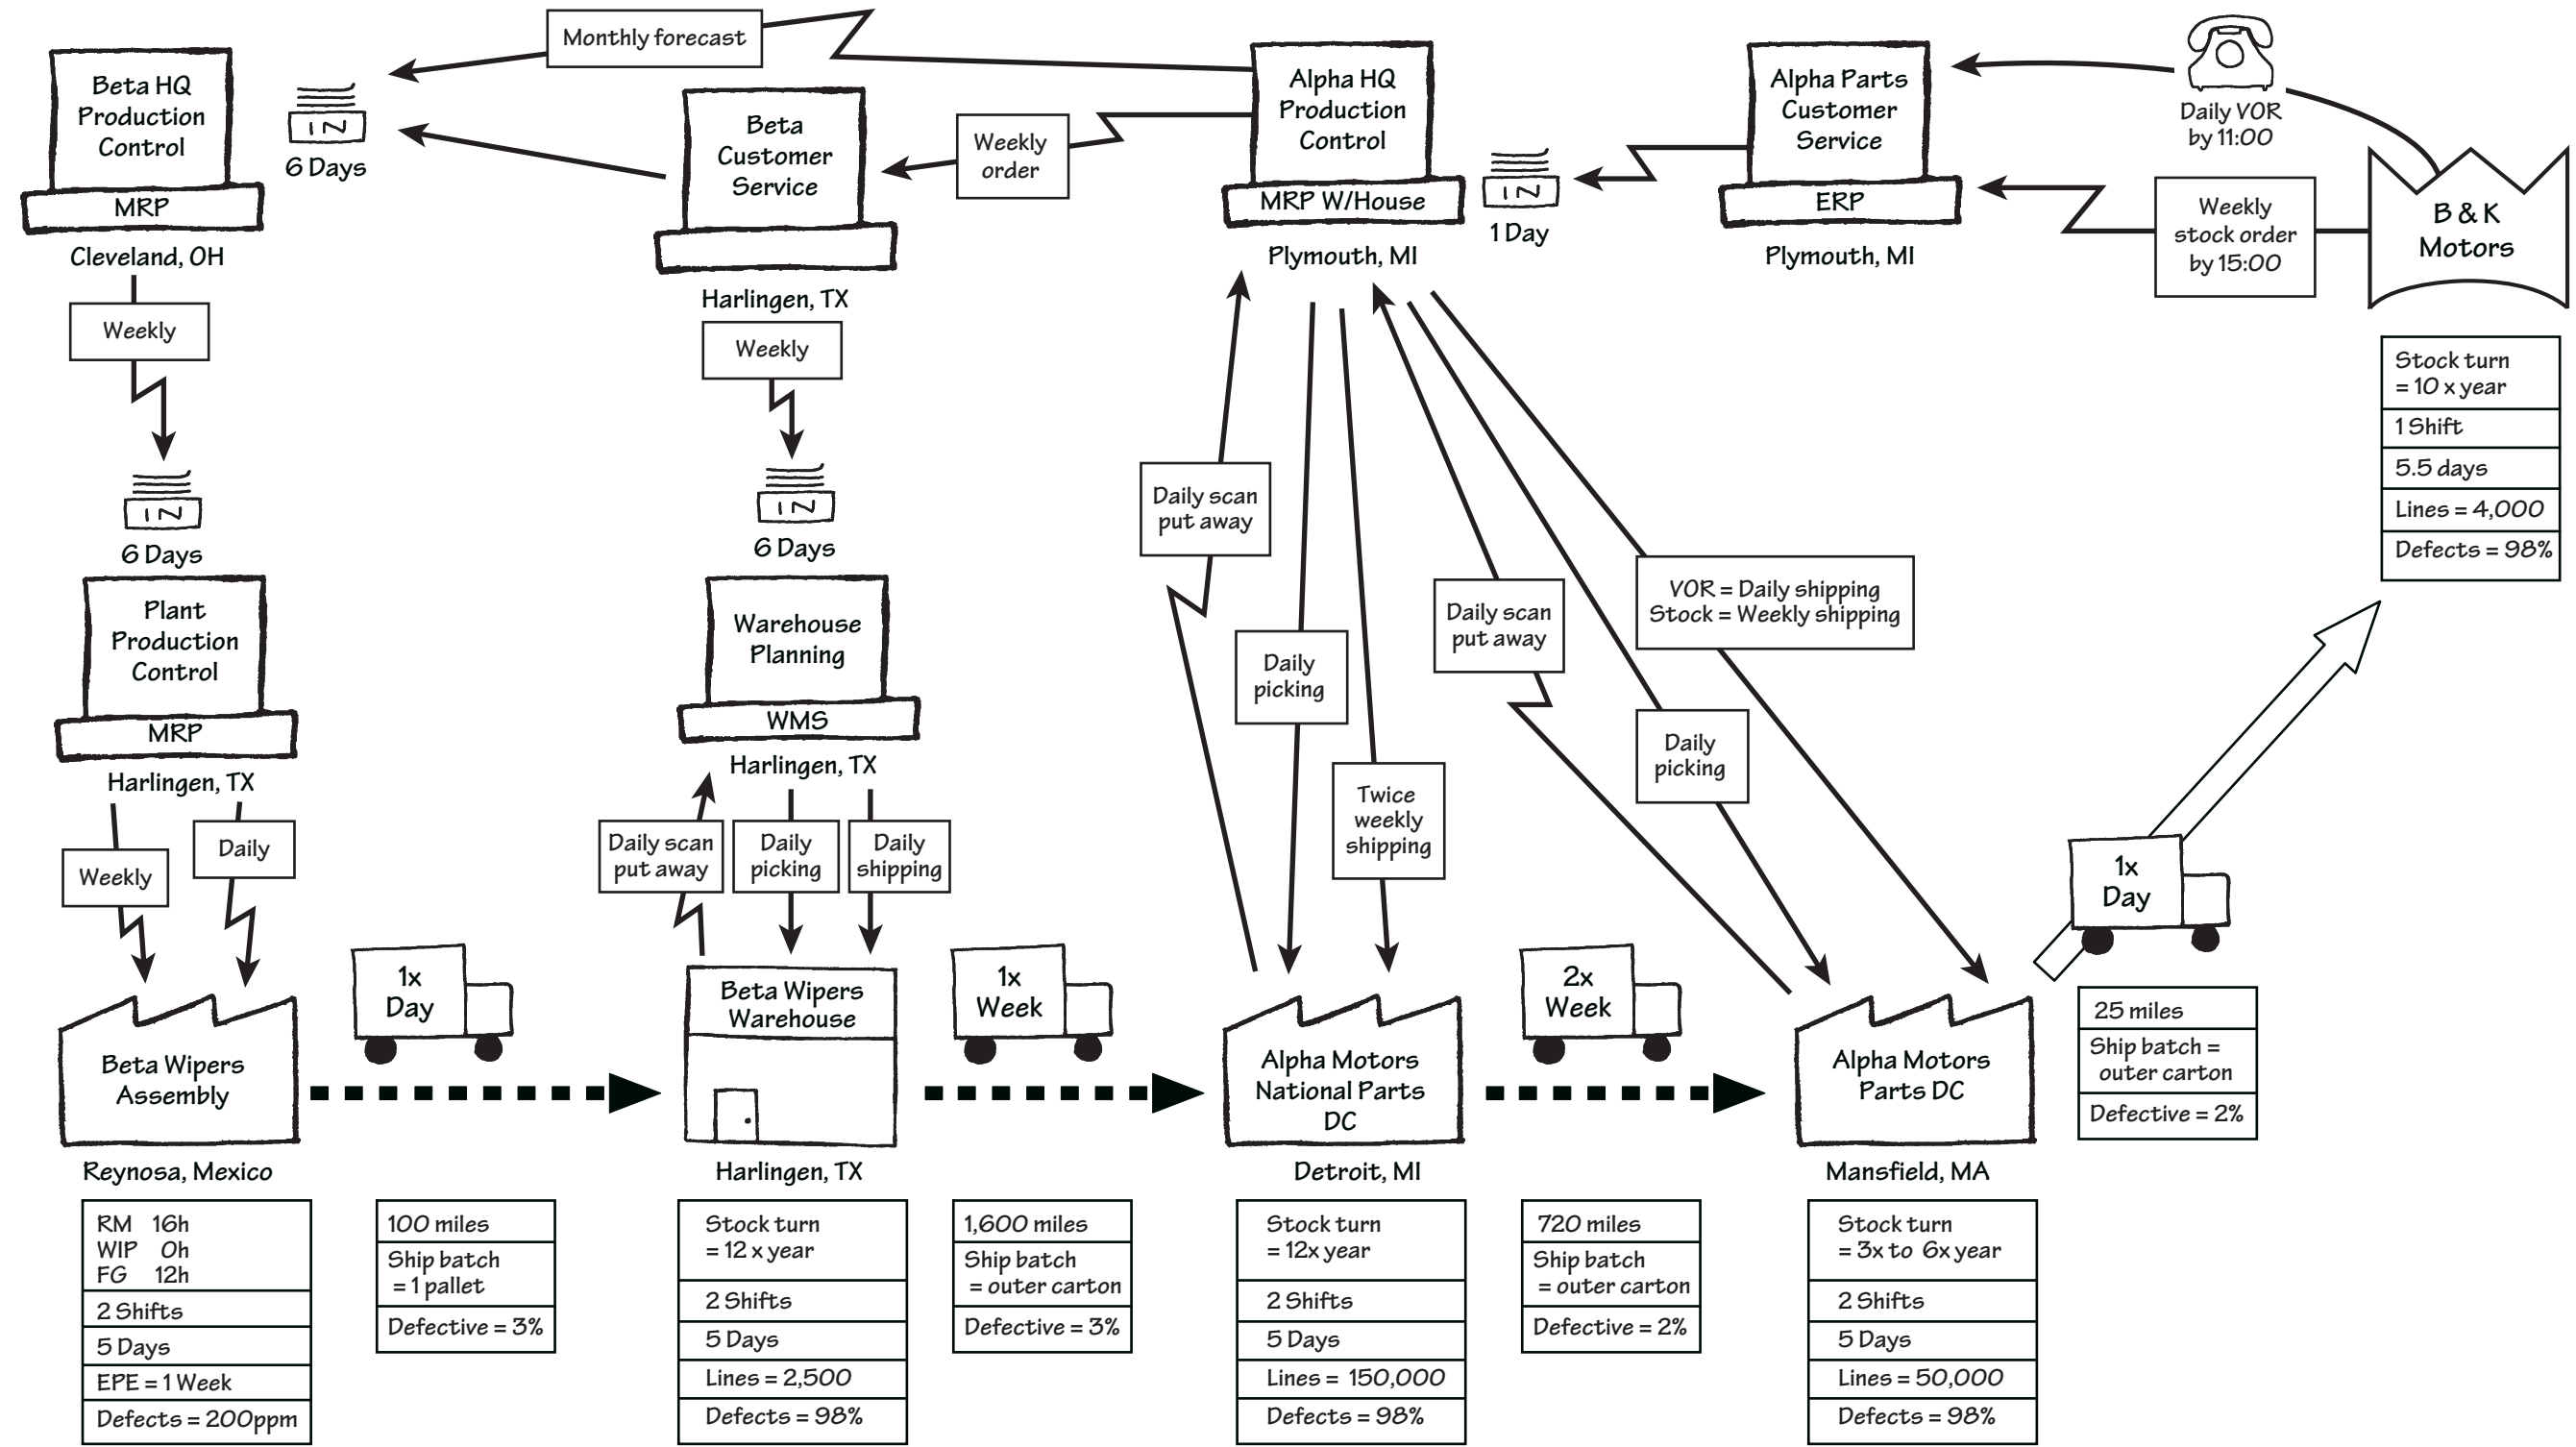 Monthly forecast
Beta HQ
Production
Control
MRP
Cleveland, OH
IN
6 Days
Beta
Customer
Service
Harlingen, TX
Weekly
order
Alpha HQ
Production
Control
MRP W/House
Plymouth, MI
IN
1 Day
Alpha Parts
Customer
Service
ERP
Plymouth, MI
Daily VOR
by 11:00
Weekly
stock order
by 15:00
B & K
Motors
Stock turn
= 10 x year
1 Shift
5.5 days
Lines = 4,000
Defects = 98%
Weekly
IN
6 Days
Plant
Production
Control
MRP
Harlingen, TX
Weekly
Daily
Weekly
IN
6 Days
Warehouse
Planning
WMS
Harlingen, TX
Daily scan
put away
Daily
picking
Daily
shipping
Daily scan
put away
Daily
picking
Twice
weekly
shipping
Daily scan
put away
Daily
picking
VOR = Daily shipping
Stock = Weekly shipping
Beta Wipers
Assembly
Reynosa, Mexico
RM 16h
WIP 0h
FG 12h
2 Shifts
5 Days
EPE = 1 Week
Defects = 200ppm
1x
Day
100 miles
Ship batch
= 1 pallet
Defective = 3%
Beta Wipers
Warehouse
Harlingen, TX
Stock turn
= 12 x year
2 Shifts
5 Days
Lines = 2,500
Defects = 98%
1x
Week
1,600 miles
Ship batch
= outer carton
Defective = 3%
Alpha Motors
National Parts
DC
Detroit, MI
Stock turn
= 12x year
2 Shifts
5 Days
Lines = 150,000
Defects = 98%
2x
Week
720 miles
Ship batch
= outer carton
Defective = 2%
Alpha Motors
Parts DC
Mansfield, MA
Stock turn
= 3x to 6x year
2 Shifts
5 Days
Lines = 50,000
Defects = 98%
1x
Day
25 miles
Ship batch =
outer carton
Defective = 2%